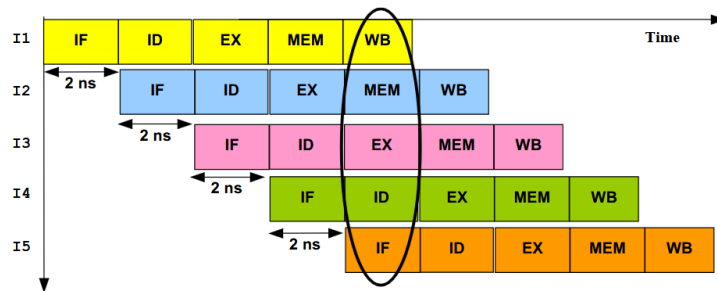 Time
I1 IF ID EX MEM WB
2 ns
I2 IF ID EX MEM WB
2 ns
I3 IF ID EX MEM WB
2 ns
I4 IF ID EX MEM WB
2 ns
I5 IF ID EX MEM WB